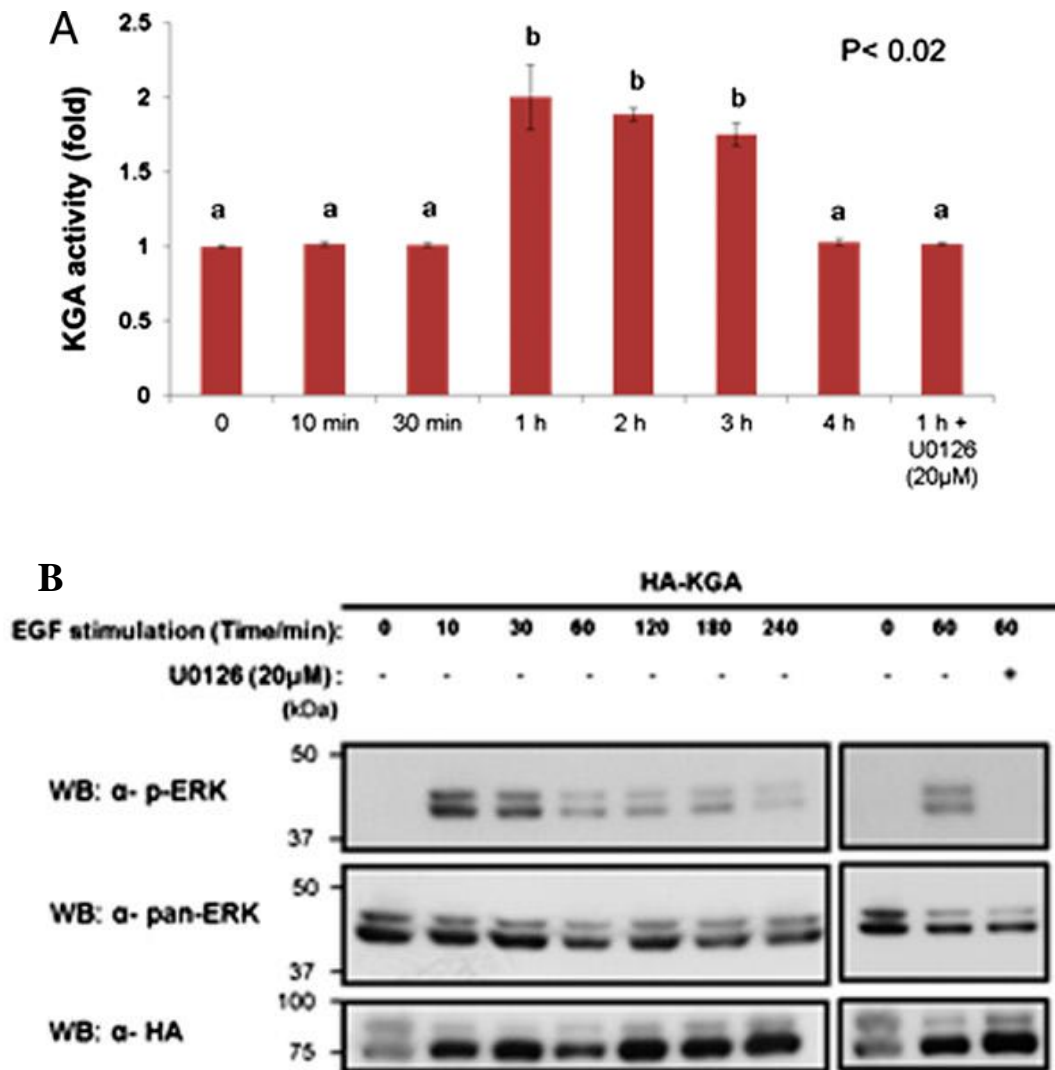 A
2.5
2
1.5
1
0.5
0
KGA activity (fold)
P< 0.02
a a a b b b a a
0 10 min 30 min 1 h 2 h 3 h 4 h 1 h +
U0126
(20µM)
B
HA-KGA
EGF stimulation (Time/min): 0 10 30 60 120 180 240 0 60 60
U0126 (20µM) : - - - - - - - - - +
(kDa)
50
WB: α- p-ERK
37
50
WB: α- pan-ERK
37
100
WB: α- HA
75